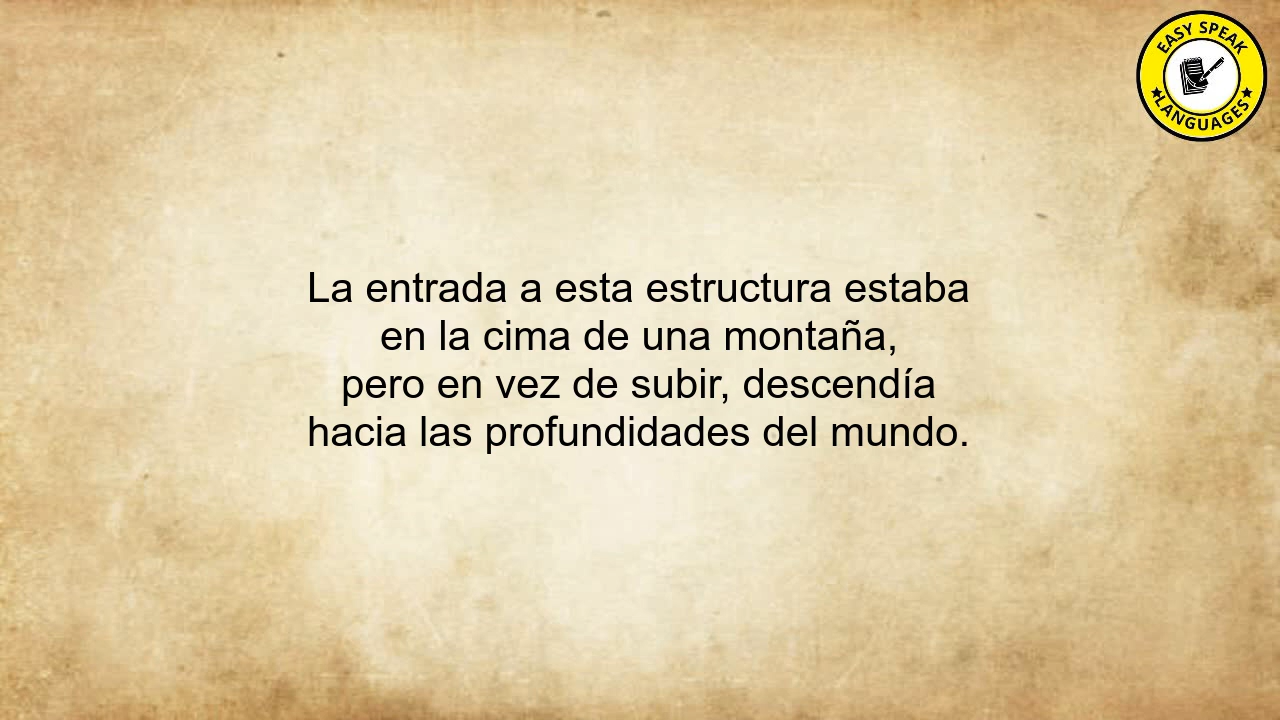 EASY SPEAK
LANGUAGES
La entrada a esta estructura estaba
en la cima de una montaña,
pero en vez de subir, descendía
hacia las profundidades del mundo.